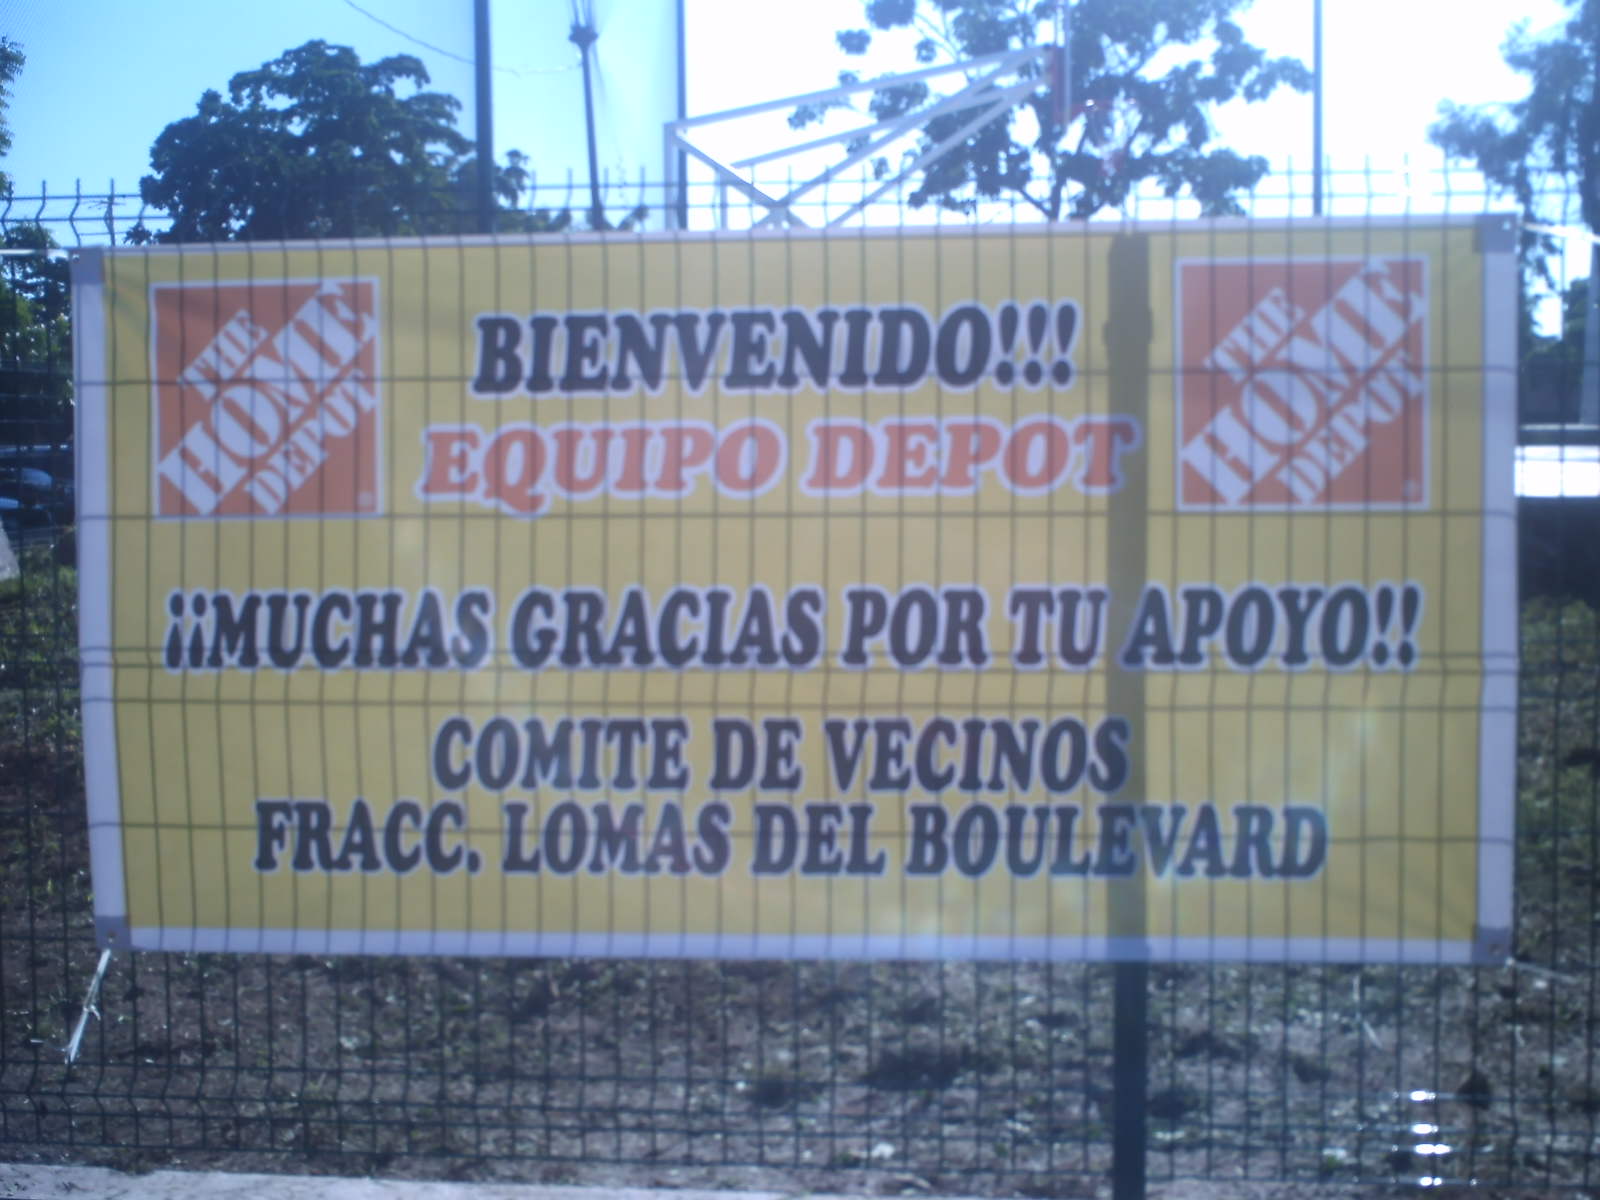 THE
HOME
DEPOT
BIENVENIDO!!!
EQUIPO DEPOT
THE
HOME
DEPOT
¡¡MUCHAS GRACIAS POR TU APOYO!!
COMITE DE VECINOS
FRACC. LOMAS DEL BOULEVARD